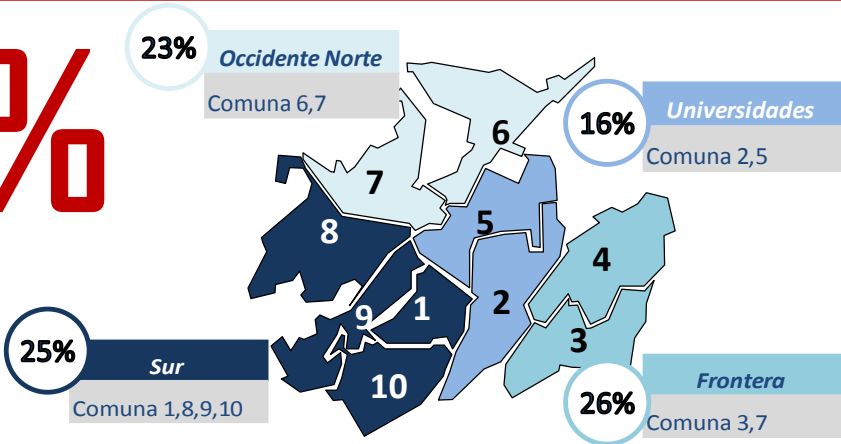 %
23%
Occidente Norte
Comuna 6,7
16%
Universidades
Comuna 2,5
6
7
5
8
4
2
1
9
3
10
25%
Sur
Comuna 1,8,9,10
26%
Frontera
Comuna 3,7